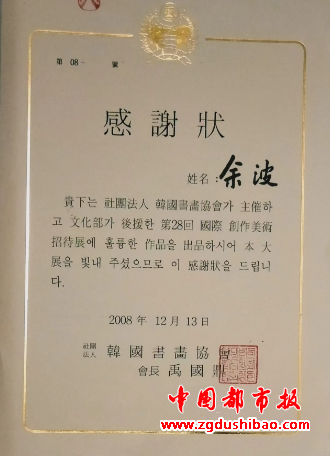 第 08- 號
感謝狀
姓名: 余波
貴下는 社團法人 韓國書畫協會가 主催하
고 文化部가 後援한 第28回 國際 創作美術
招待展에 훌륭한 作品을 出品하시어 本 大
展을 빛내 주셨으므로 이 感謝狀을 드립니
다.
2008 年 12 月 13 日
社團
法人 韓國書畫協會
會長 禹國鼎
中国都市报
www.zgdushibao.com